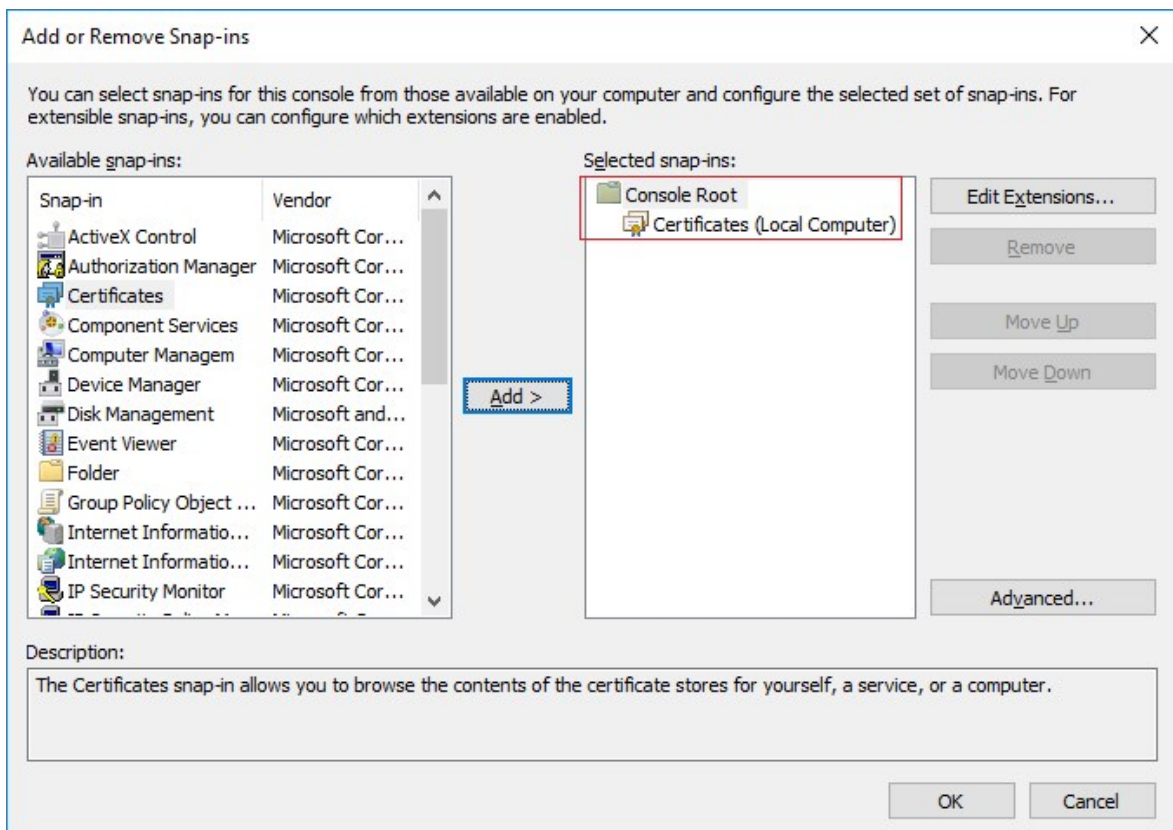 Add or Remove Snap-ins
You can select snap-ins for this console from those available on your computer and configure the selected set of snap-ins. For
extensible snap-ins, you can configure which extensions are enabled.
Available snap-ins:
Snap-in Vendor
ActiveX Control Microsoft Cor...
Authorization Manager Microsoft Cor...
Certificates Microsoft Cor...
Component Services Microsoft Cor...
Computer Managem Microsoft Cor...
Device Manager Microsoft Cor...
Disk Management Microsoft and...
Event Viewer Microsoft Cor...
Folder Microsoft Cor...
Group Policy Object ... Microsoft Cor...
Internet Informatio... Microsoft Cor...
Internet Informatio... Microsoft Cor...
IP Security Monitor Microsoft Cor...
Add >
Selected snap-ins:
Console Root
Certificates (Local Computer)
Edit Extensions...
Remove
Move Up
Move Down
Advanced...
Description:
The Certificates snap-in allows you to browse the contents of the certificate stores for yourself, a service, or a computer.
OK Cancel